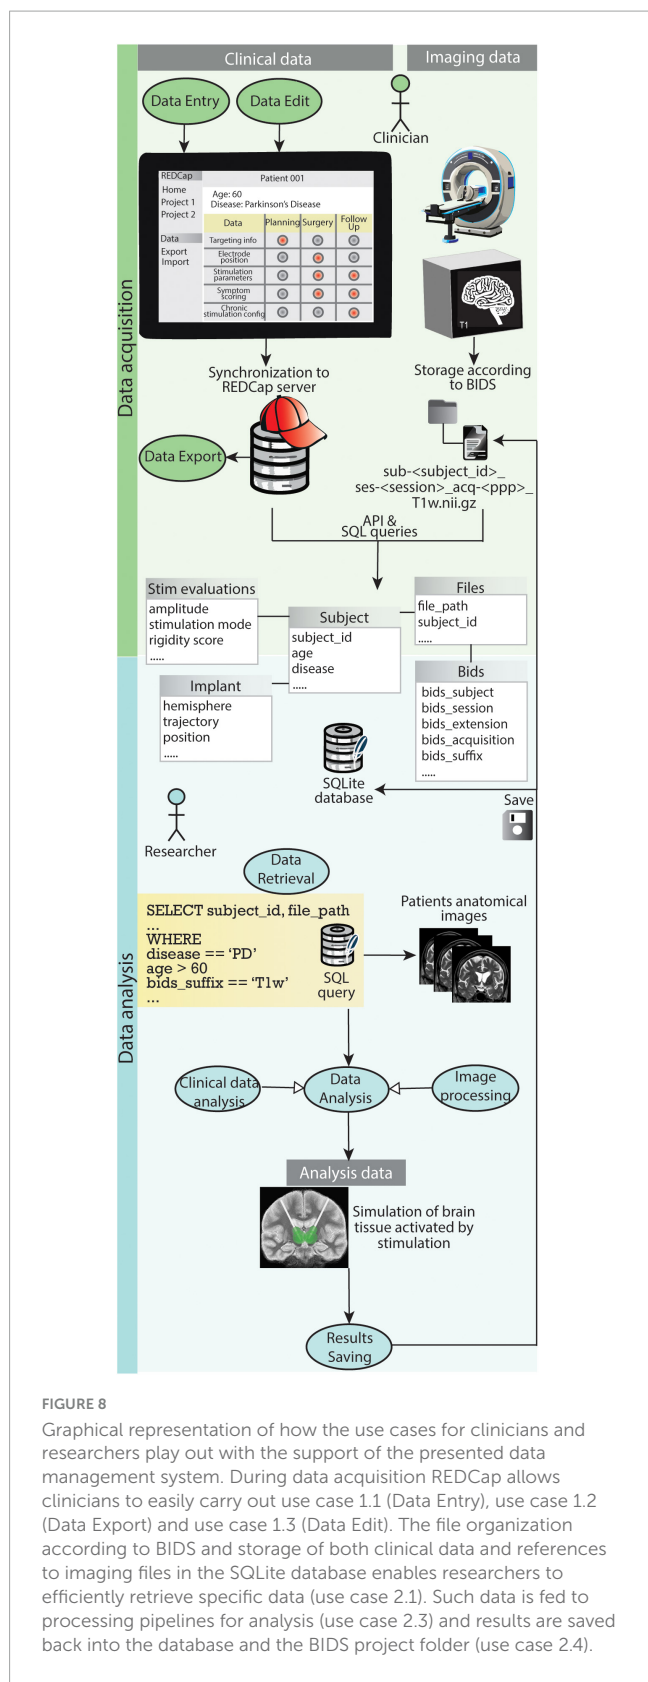 Clinical data
Imaging data
Data acquisition
Data Entry
Data Edit
Clinician
REDCap
Home
Project 1
Project 2
Data
Export
Import
Patient 001
Age: 60
Disease: Parkinson's Disease
Data
Planning
Surgery
Follow
Up
Targeting info
Electrode
position
Stimulation
parameters
Symptom
scoring
Chronic
stimulation config
T1
Synchronization to
REDCap server
Storage according
to BIDS
Data Export
sub-<subject_id>_
ses-<session>_acq-<ppp>_
T1w.nii.gz
API &
SQL queries
Stim evaluations
amplitude
stimulation mode
rigidity score
.....
Subject
subject_id
age
disease
.....
Files
file_path
subject_id
.....
Implant
hemisphere
trajectory
position
.....
Bids
bids_subject
bids_session
bids_extension
bids_acquisition
bids_suffix
.....
SQLite
database
Save
Data analysis
Researcher
Data
Retrieval
SELECT subject_id, file_path
...
WHERE
disease == ‘PD’
age > 60
bids_suffix == ‘T1w’
...
SQL
query
Patients anatomical
images
Clinical data
analysis
Data
Analysis
Image
processing
Analysis data
Simulation of brain
tissue activated by
stimulation
Results
Saving
FIGURE 8
Graphical representation of how the use cases for clinicians and
researchers play out with the support of the presented data
management system. During data acquisition REDCap allows
clinicians to easily carry out use case 1.1 (Data Entry), use case 1.2
(Data Export) and use case 1.3 (Data Edit). The file organization
according to BIDS and storage of both clinical data and references
to imaging files in the SQLite database enables researchers to
efficiently retrieve specific data (use case 2.1). Such data is fed to
processing pipelines for analysis (use case 2.3) and results are saved
back into the database and the BIDS project folder (use case 2.4).